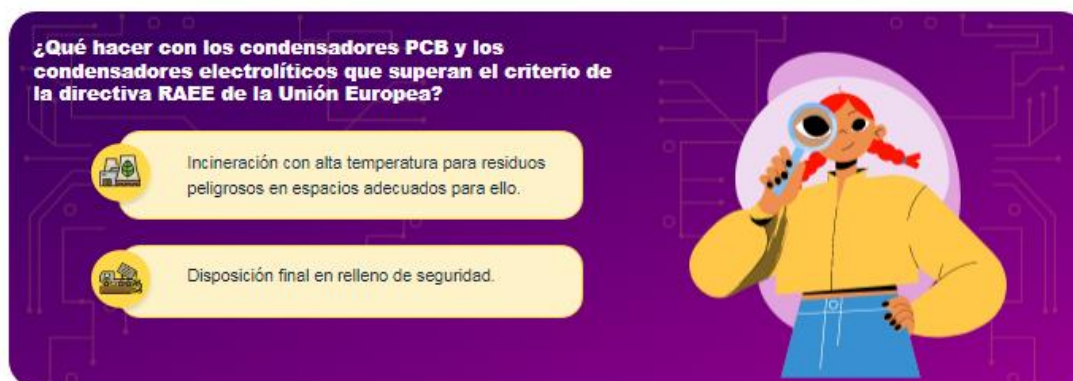 ¿Qué hacer con los condensadores PCB y los
condensadores electrolíticos que superan el criterio de
la directiva RAEE de la Unión Europea?
Incineración con alta temperatura para residuos
peligrosos en espacios adecuados para ello.
Disposición final en relleno de seguridad.